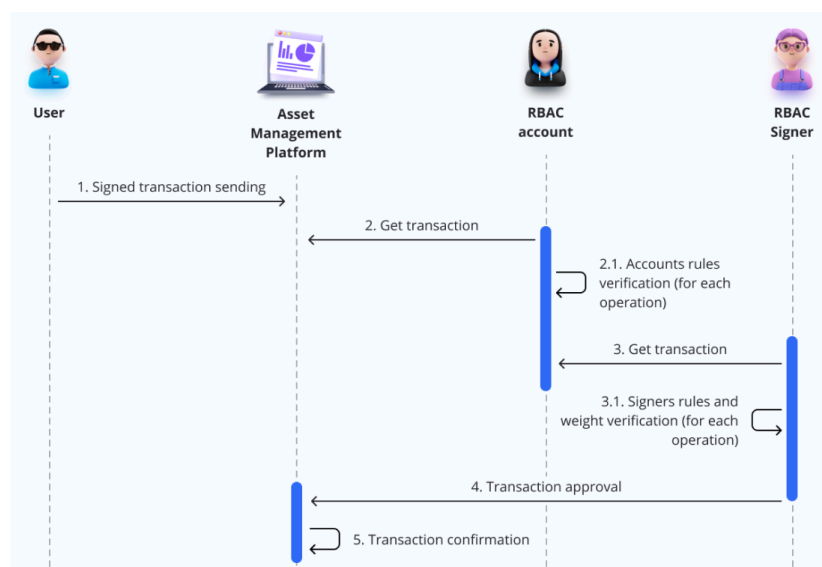 User
Asset
Management
Platform
RBAC
account
RBAC
Signer
1. Signed transaction sending
2. Get transaction
2.1. Accounts rules
verification (for each
operation)
3. Get transaction
3.1. Signers rules and
weight verification (for each
operation)
4. Transaction approval
5. Transaction confirmation